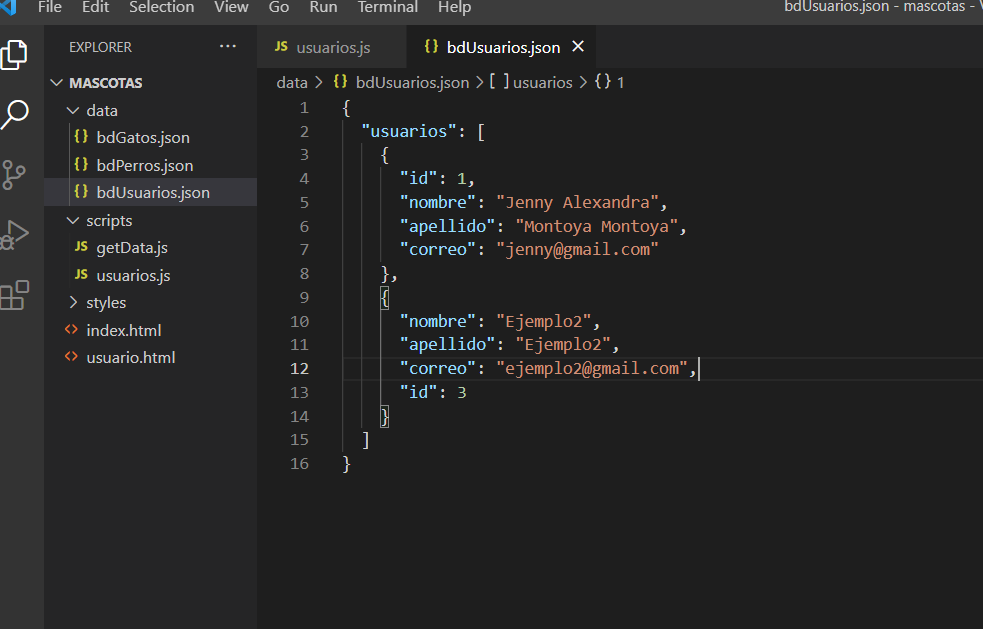 File Edit Selection View Go Run Terminal Help bdUsuarios.json - mascotas -
EXPLORER ...
MASCOTAS
data
{} bdGatos.json
{} bdPerros.json
{} bdUsuarios.json
scripts
JS getData.js
JS usuarios.js
styles
<> index.html
<> usuario.html
JS usuarios.js {} bdUsuarios.json ×
data > {} bdUsuarios.json > [ ] usuarios > {} 1
1 {
2 "usuarios": [
3 {
4 "id": 1,
5 "nombre": "Jenny Alexandra",
6 "apellido": "Montoya Montoya",
7 "correo": "jenny@gmail.com"
8 },
9 {
10 "nombre": "Ejemplo2",
11 "apellido": "Ejemplo2",
12 "correo": "ejemplo2@gmail.com",
13 "id": 3
14 }
15 ]
16 }